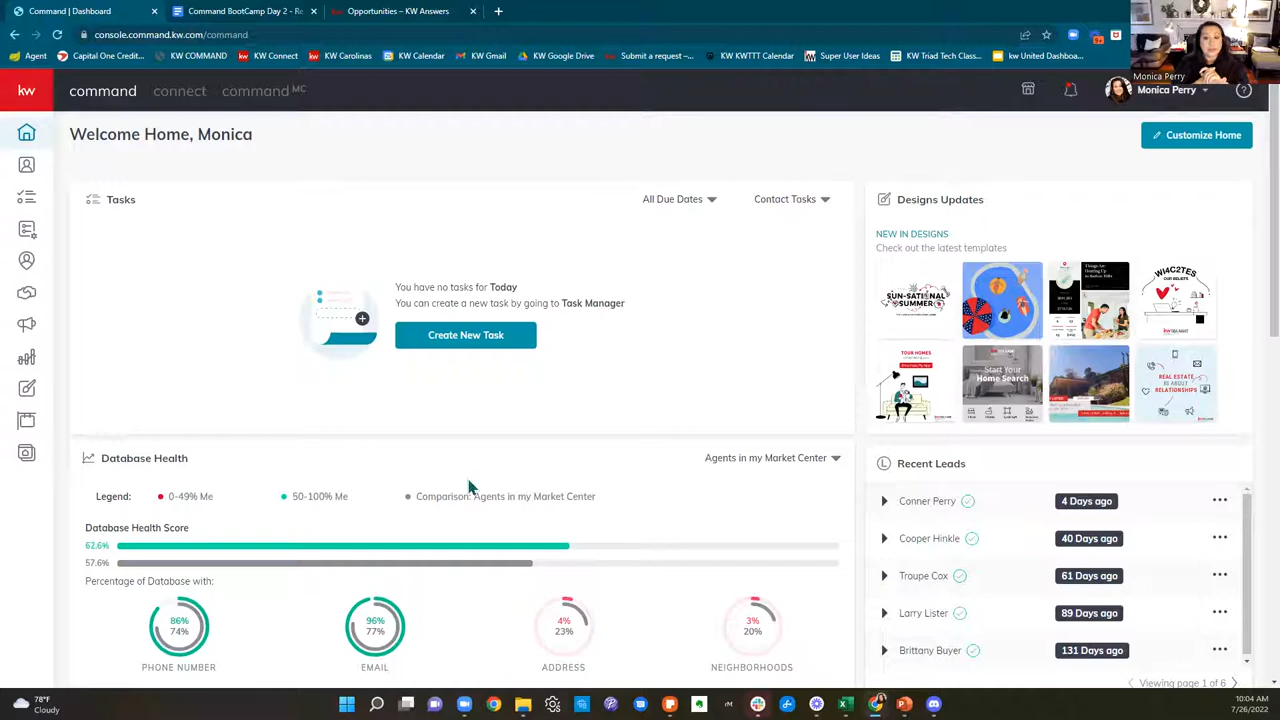 Command | Dashboard
Command BootCamp Day 2 - Re
Opportunities – KW Answers
console.command.kw.com/command
Agent
Capital One Credit...
KW COMMAND
KW Connect
KW Carolinas
KW Calendar
KW Gmail
KW Google Drive
Submit a request –...
KW KWTTT Calendar
Super User Ideas
KW Triad Tech Class...
kw United Dashboa...
Monica Perry
kw
command
connect
command MC
Monica Perry
Welcome Home, Monica
Customize Home
Tasks
All Due Dates
Contact Tasks
You have no tasks for Today
You can create a new task by going to Task Manager
Create New Task
Designs Updates
NEW IN DESIGNS
Check out the latest templates
SUN-SATIONAL
SUMMER
WI4C2TES
OUR BELIEFS
TOUR HOMES
Start Your
Home Search
REAL ESTATE
IS ABOUT
RELATIONSHIPS
Database Health
Agents in my Market Center
Legend:
0-49% Me
50-100% Me
Comparison: Agents in my Market Center
Database Health Score
62.6%
57.6%
Percentage of Database with:
86%
74%
PHONE NUMBER
96%
77%
EMAIL
4%
23%
ADDRESS
3%
20%
NEIGHBORHOODS
Recent Leads
Conner Perry
4 Days ago
Cooper Hinkle
40 Days ago
Troupe Cox
61 Days ago
Larry Lister
89 Days ago
Brittany Buyer
131 Days ago
Viewing page 1 of 6
78°F
Cloudy
10:04 AM
7/26/2022